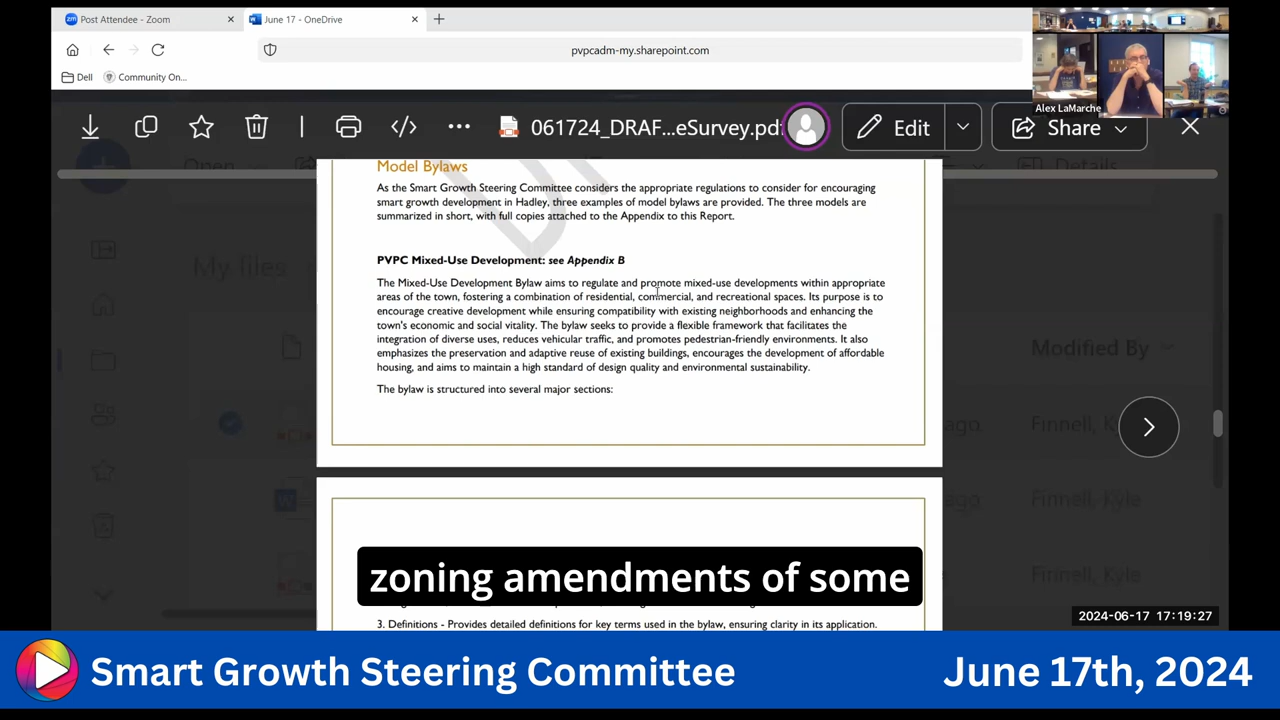 Post Attendee - Zoom
June 17 - OneDrive
pvpcadm-my.sharepoint.com
Dell
Community On...
Alex LaMarche
061724_DRAF...eSurvey.pdf
Edit
Share
Open
Details
My files
Modified By
Model Bylaws
As the Smart Growth Steering Committee considers the appropriate regulations to consider for encouraging
smart growth development in Hadley, three examples of model bylaws are provided. The three models are
summarized in short, with full copies attached to the Appendix to this Report.
PVPC Mixed-Use Development: see Appendix B
The Mixed-Use Development Bylaw aims to regulate and promote mixed-use developments within appropriate
areas of the town, fostering a combination of residential, commercial, and recreational spaces. Its purpose is to
encourage creative development while ensuring compatibility with existing neighborhoods and enhancing the
town's economic and social vitality. The bylaw seeks to provide a flexible framework that facilitates the
integration of diverse uses, reduces vehicular traffic, and promotes pedestrian-friendly environments. It also
emphasizes the preservation and adaptive reuse of existing buildings, encourages the development of affordable
housing, and aims to maintain a high standard of design quality and environmental sustainability.
The bylaw is structured into several major sections:
ago
Finnell, K
ago
Finnell, Kyle
Finnell, Kyle
zoning amendments of some
3. Definitions - Provides detailed definitions for key terms used in the bylaw, ensuring clarity in its application.
2024-06-17 17:19:27
Smart Growth Steering Committee
June 17th, 2024